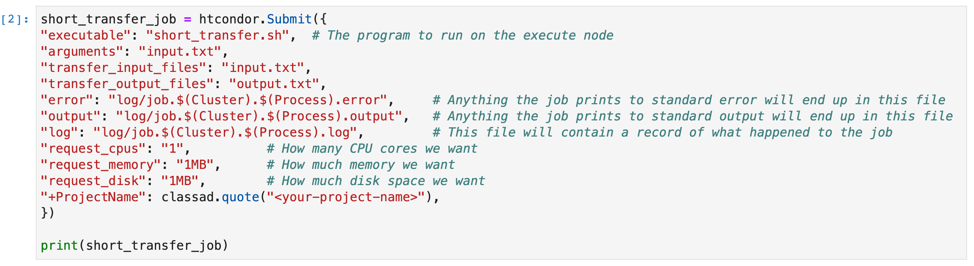 [2]: short_transfer_job = htcondor.Submit({
"executable": "short_transfer.sh",  # The program to run on the execute node
"arguments": "input.txt",
"transfer_input_files": "input.txt",
"transfer_output_files": "output.txt",
"error": "log/job.$(Cluster).$(Process).error",     # Anything the job prints to standard error will end up in this file
"output": "log/job.$(Cluster).$(Process).output",   # Anything the job prints to standard output will end up in this file
"log": "log/job.$(Cluster).$(Process).log",         # This file will contain a record of what happened to the job
"request_cpus": "1",          # How many CPU cores we want
"request_memory": "1MB",      # How much memory we want
"request_disk": "1MB",        # How much disk space we want
"+ProjectName": classad.quote("<your-project-name>"),
})
print(short_transfer_job)